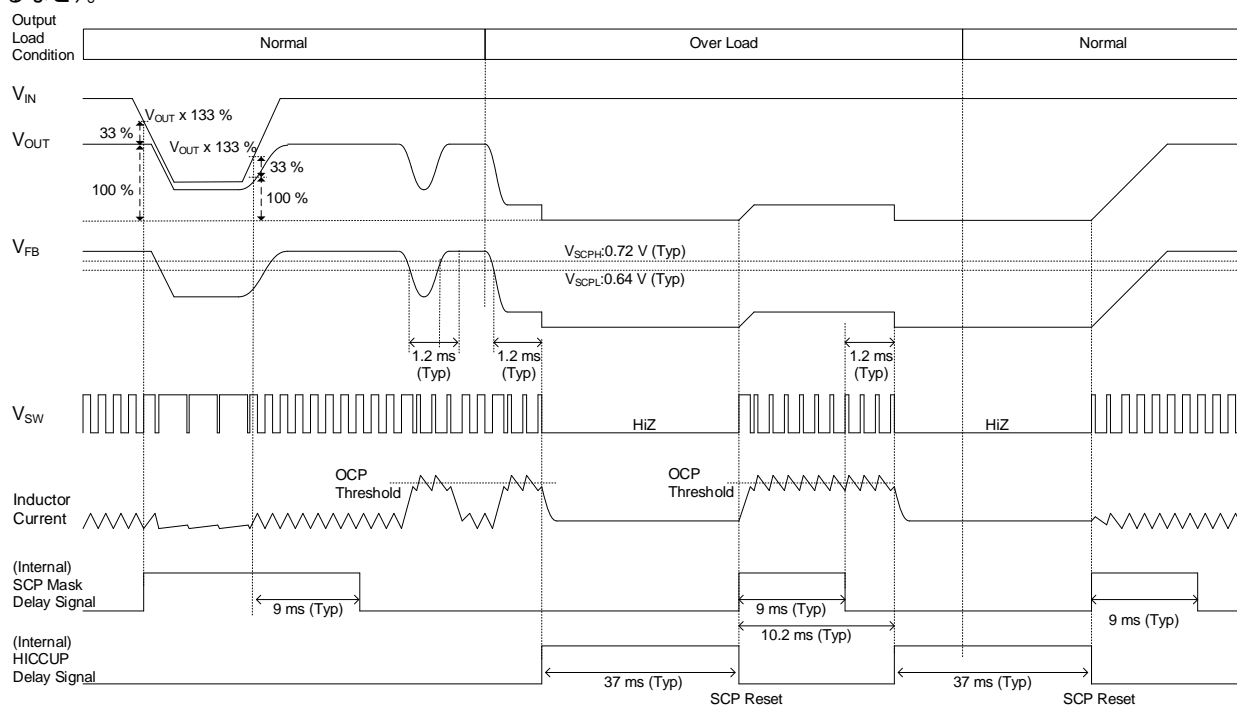 Output
Load
Condition
Normal
Over Load
Normal
VIN
VOUT x 133 %
33 %
VOUT
VOUT x 133 %
33 %
100 %
100 %
VFB
VSCPH:0.72 V (Typ)
VSCPL:0.64 V (Typ)
1.2 ms
(Typ)
1.2 ms
(Typ)
1.2 ms
(Typ)
VSW
HiZ
HiZ
OCP
Threshold
OCP
Threshold
Inductor
Current
(Internal)
SCP Mask
Delay Signal
9 ms (Typ)
9 ms (Typ)
10.2 ms (Typ)
9 ms (Typ)
(Internal)
HICCUP
Delay Signal
37 ms (Typ)
SCP Reset
37 ms (Typ)
SCP Reset